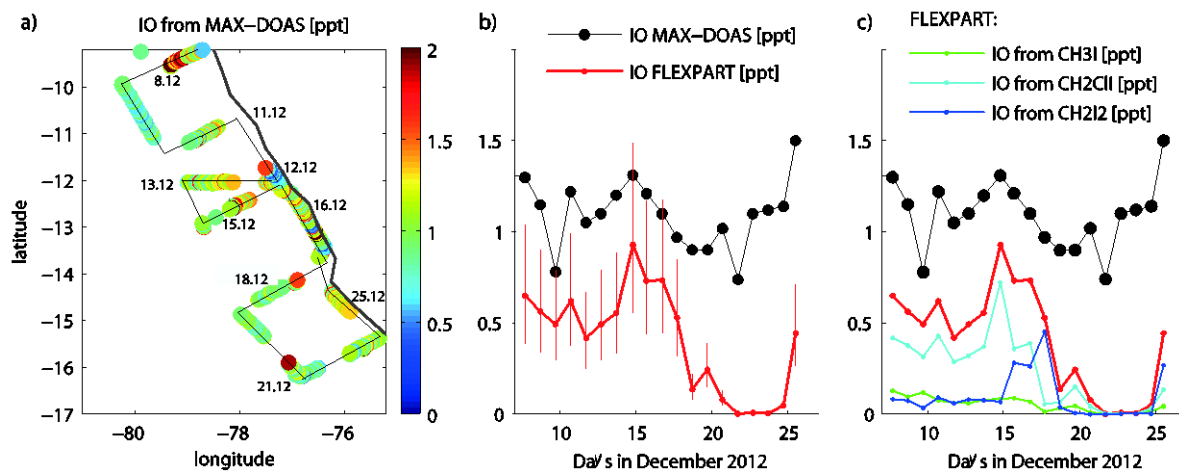 a)
IO from MAX−DOAS [ppt]
−10
−11
−12
−13
−14
−15
−16
−17
latitude
−80
−78
−76
longitude
8.12
11.12
12.12
13.12
15.12
16.12
18.12
25.12
21.12
2
1.5
1
0.5
0
b)
IO MAX−DOAS [ppt]
IO FLEXPART [ppt]
1.5
1
0.5
0
10
15
20
25
Days in December 2012
c)
FLEXPART:
IO from CH3I [ppt]
IO from CH2ClI [ppt]
IO from CH2I2 [ppt]
1.5
1
0.5
0
10
15
20
25
Days in December 2012